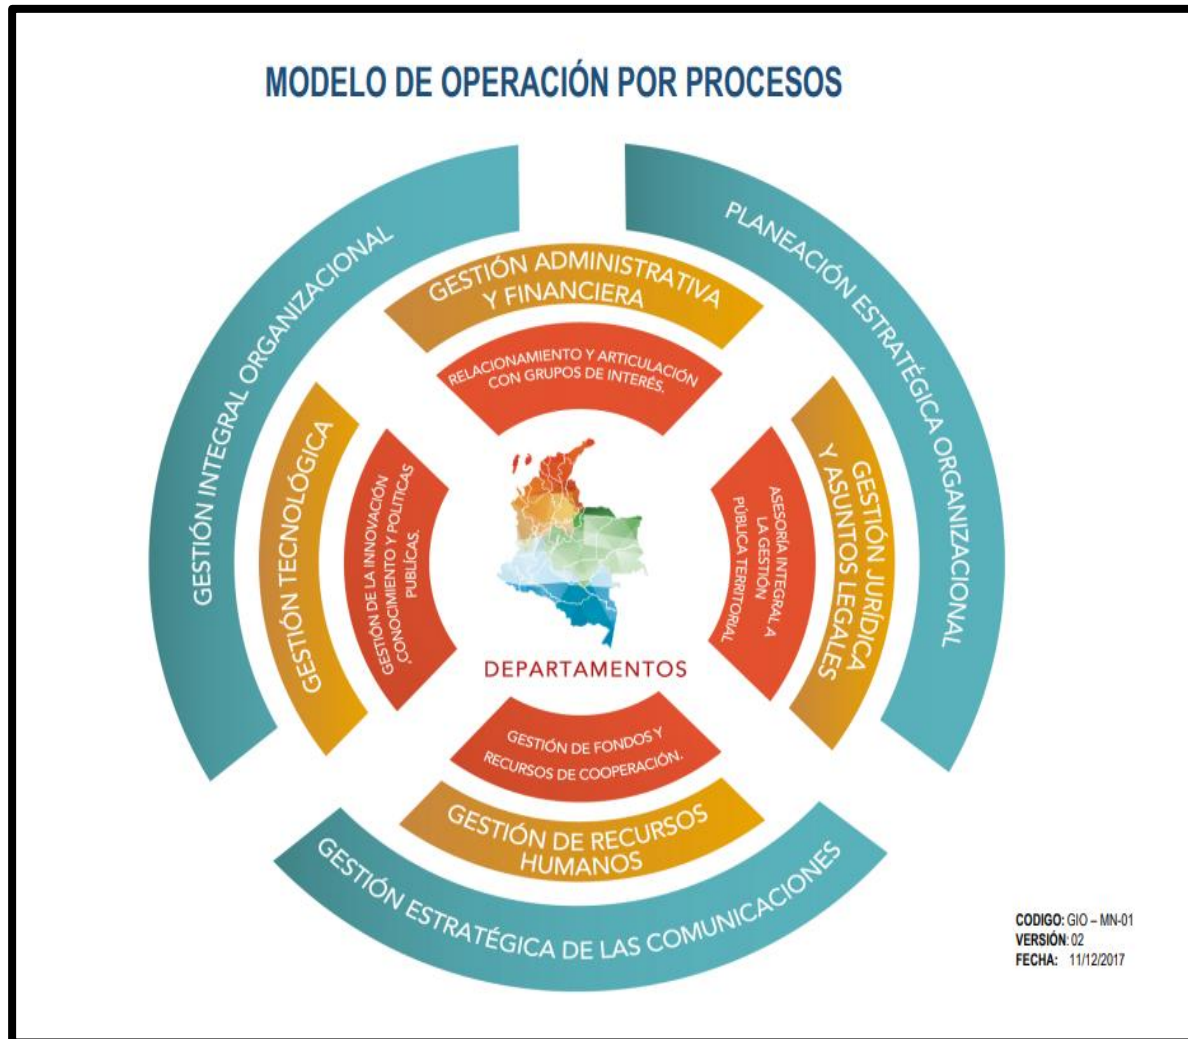 MODELO DE OPERACIÓN POR PROCESOS
GESTIÓN INTEGRAL ORGANIZACIONAL
PLANEACIÓN ESTRATÉGICA ORGANIZACIONAL
GESTIÓN ADMINISTRATIVA
Y FINANCIERA
RELACIONAMIENTO Y ARTICULACIÓN
CON GRUPOS DE INTERÉS.
GESTIÓN TECNOLÓGICA
GESTIÓN DE LA INNOVACIÓN
,CONOCIMIENTO Y POLITICAS
PUBLÍCAS.
ASESORÍA INTEGRAL A
LA GESTIÓN
PÚBLICA TERRITORIAL
GESTIÓN JURÍDICA
Y ASUNTOS LEGALES
DEPARTAMENTOS
GESTIÓN DE FONDOS Y
RECURSOS DE COOPERACIÓN.
GESTIÓN DE RECURSOS
HUMANOS
GESTIÓN ESTRATÉGICA DE LAS COMUNICACIONES
CODIGO: GIO – MN-01
VERSIÓN: 02
FECHA: 11/12/2017